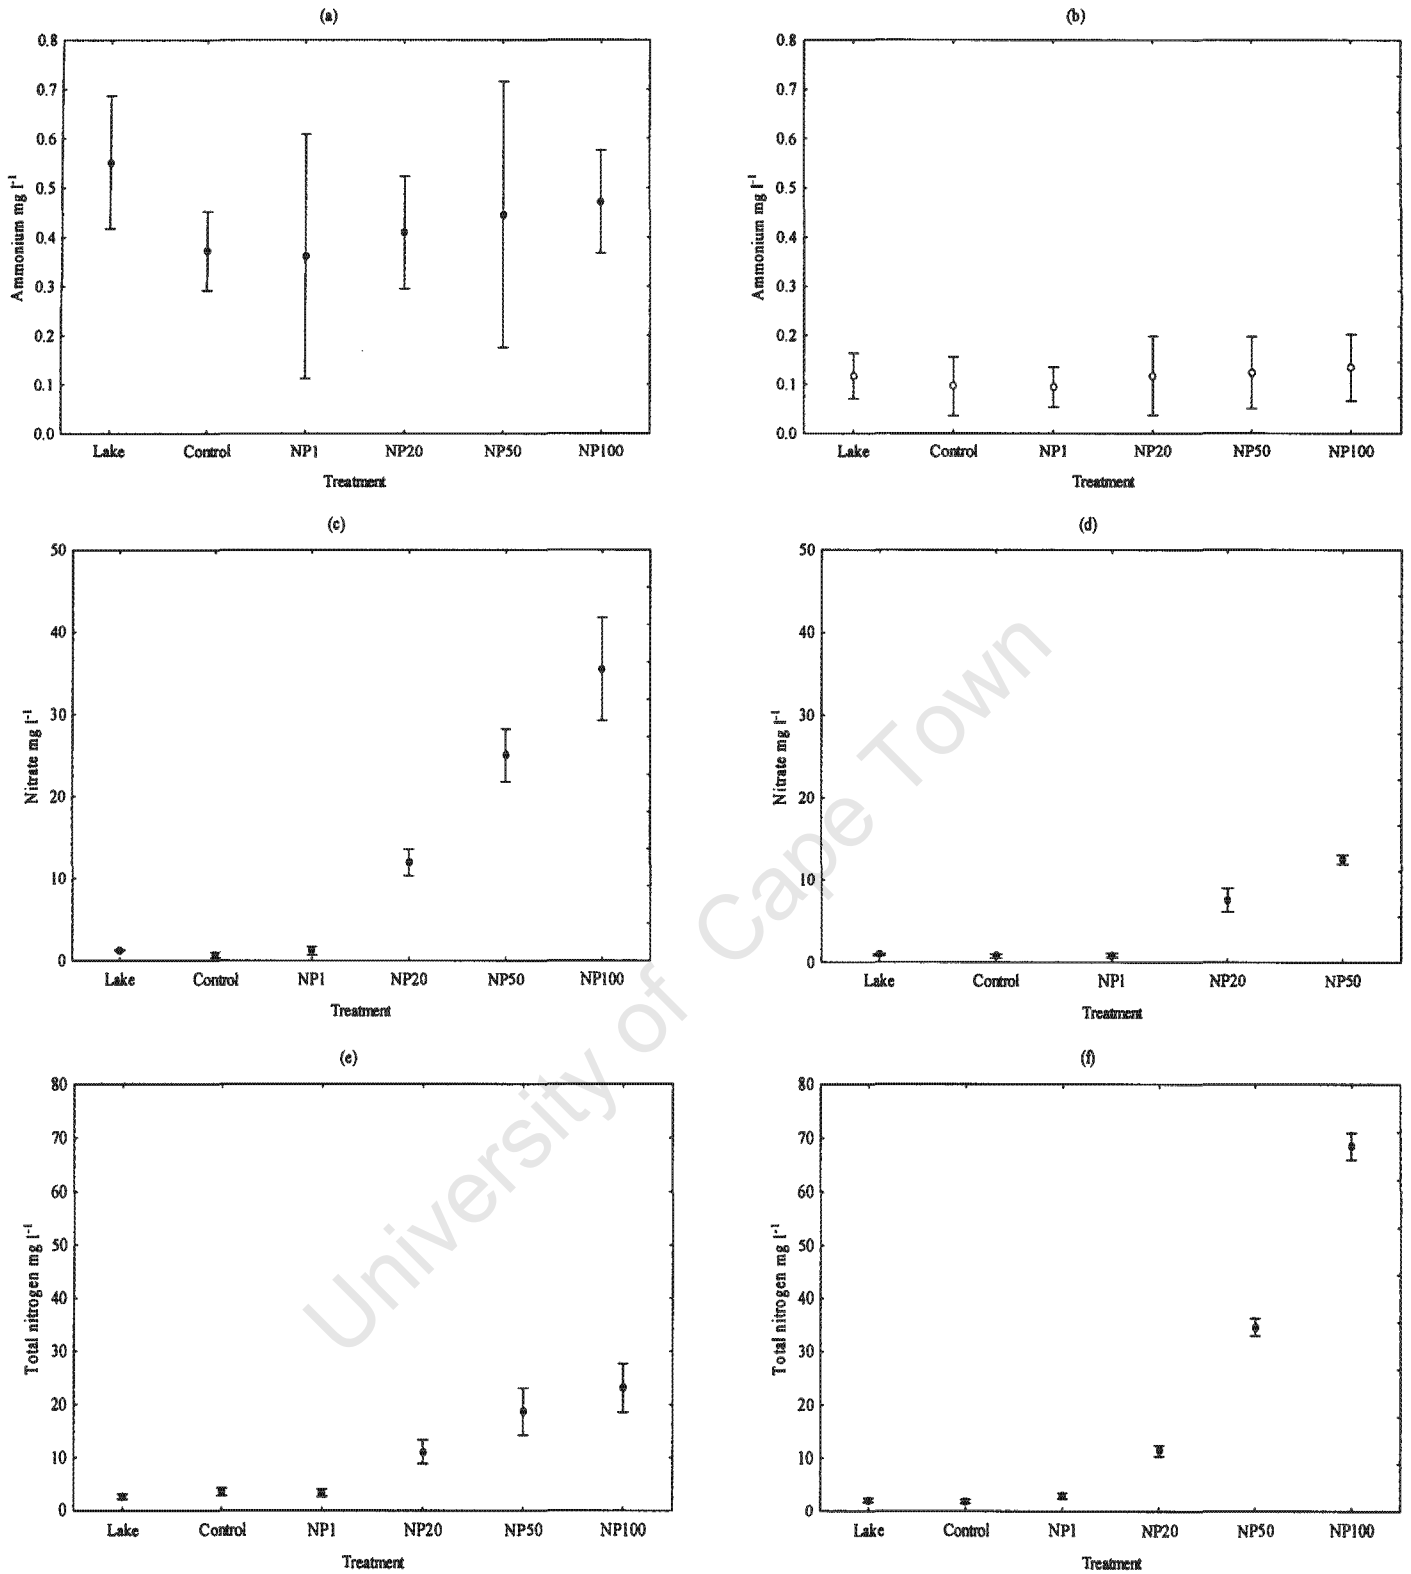 (a)
0.8
0.7
0.6
0.5
0.4
0.3
0.2
0.1
0.0
Ammonium mg l⁻¹
Lake Control NP1 NP20 NP50 NP100
Treatment
(b)
0.8
0.7
0.6
0.5
0.4
0.3
0.2
0.1
0.0
Ammonium mg l⁻¹
Lake Control NP1 NP20 NP50 NP100
Treatment
(c)
50
40
30
20
10
0
Nitrate mg l⁻¹
Lake Control NP1 NP20 NP50 NP100
Treatment
(d)
50
40
30
20
10
0
Nitrate mg l⁻¹
Lake Control NP1 NP20 NP50
Treatment
(e)
80
70
60
50
40
30
20
10
0
Total nitrogen mg l⁻¹
Lake Control NP1 NP20 NP50 NP100
Treatment
(f)
80
70
60
50
40
30
20
10
0
Total nitrogen mg l⁻¹
Lake Control NP1 NP20 NP50 NP100
Treatment
University of Cape Town